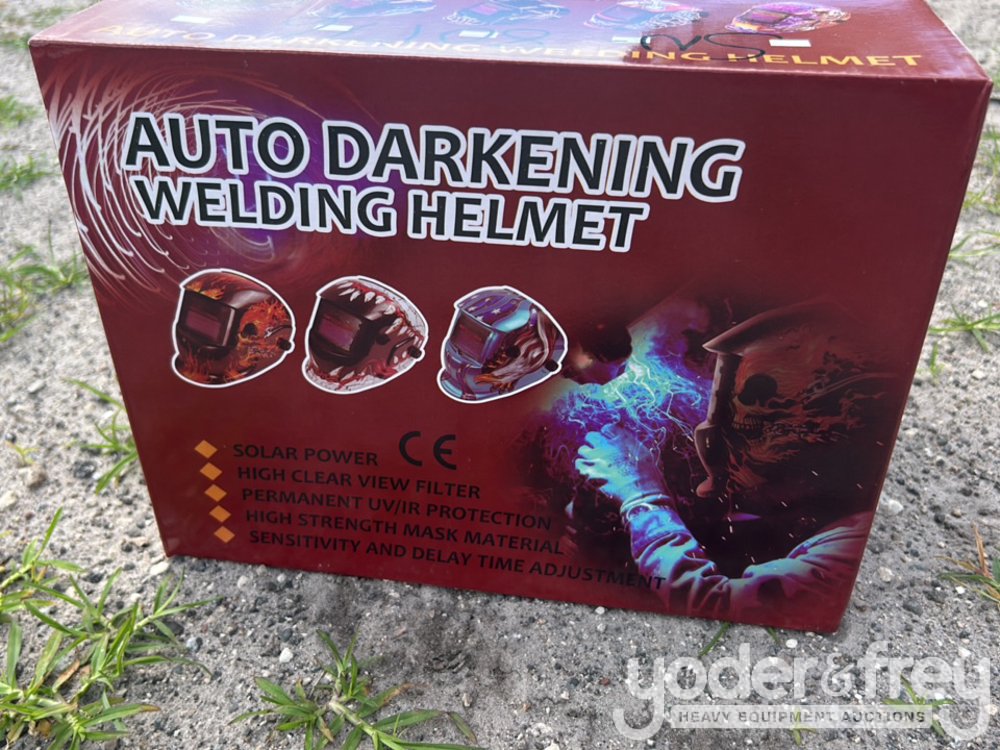 AUTO DARKENING WELDING HELMET
AUTO DARKENING
WELDING HELMET
SOLAR POWER CE
HIGH CLEAR VIEW FILTER
PERMANENT UV/IR PROTECTION
HIGH STRENGTH MASK MATERIAL
SENSITIVITY AND DELAY TIME ADJUSTMENT
yoder&frey
HEAVY EQUIPMENT AUCTIONS